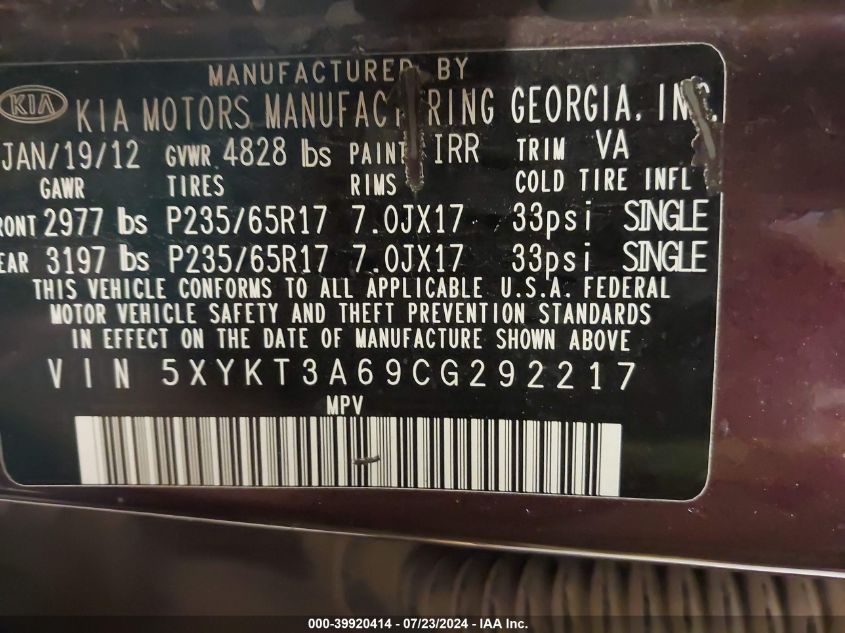 MANUFACTURED BY
KIA KIA MOTORS MANUFACTURING GEORGIA, INC.
JAN/19/12 GVWR 4828 lbs PAINT IRR TRIM VA
GAWR TIRES RIMS COLD TIRE INFL
RONT 2977 lbs P235/65R17 7.0JX17 33psi SINGLE
EAR 3197 lbs P235/65R17 7.0JX17 33psi SINGLE
THIS VEHICLE CONFORMS TO ALL APPLICABLE U.S.A. FEDERAL
MOTOR VEHICLE SAFETY AND THEFT PREVENTION STANDARDS
IN EFFECT ON THE DATE OF MANUFACTURE SHOWN ABOVE
VIN 5XYKT3A69CG292217
MPV
000-39920414 - 07/23/2024 - IAA Inc.